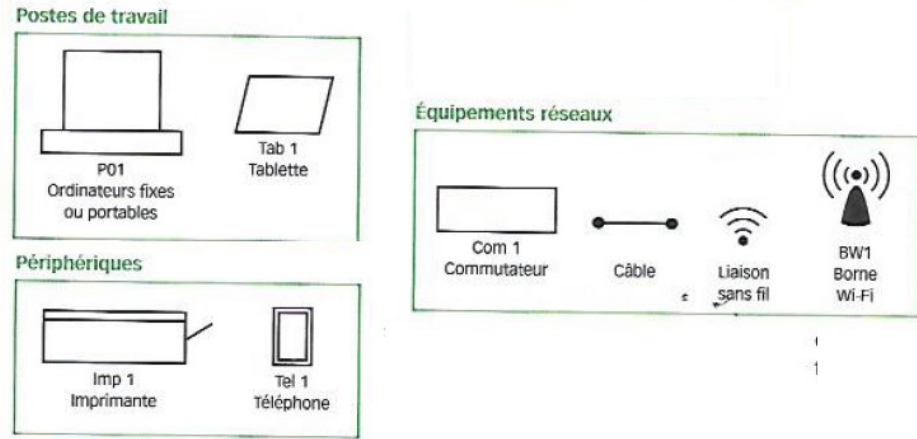 Postes de travail
P01
Ordinateurs fixes
ou portables
Tab 1
Tablette
Périphériques
Imp 1
Imprimante
Tel 1
Téléphone
Équipements réseaux
Com 1
Commutateur
Câble
Liaison
sans fil
BW1
Borne
Wi-Fi